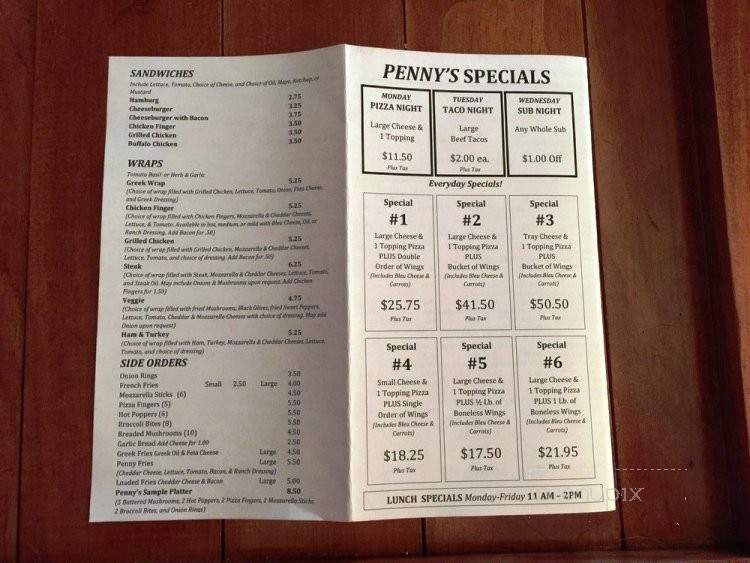 SANDWICHES
Include Lettuce, Tomato, Choice of Cheese, and Choice of Oil, Mayo, Ketchup, or
Mustard
Hamburg 2.75
Cheeseburger 3.25
Cheeseburger with Bacon 3.75
Chicken Finger 3.50
Grilled Chicken 3.50
Buffalo Chicken 3.50
WRAPS
Tomato Basil or Herb & Garlic
Greek Wrap 5.25
(Choice of wrap filled with Grilled Chicken, Lettuce, Tomato, Onion, Feta Cheese,
and Greek Dressing)
Chicken Finger 5.25
(Choice of wrap filled with Chicken Fingers, Mozzarella & Cheddar Cheeses,
Lettuce, & Tomato. Available in hot, medium, or mild with Bleu Cheese, Oil, or
Ranch Dressing. Add Bacon for .50)
Grilled Chicken 5.25
(Choice of wrap filled with Grilled Chicken, Mozzarella & Cheddar Cheeses,
Lettuce, Tomato, and choice of dressing. Add Bacon for .50)
Steak 6.25
(Choice of wrap filled with Steak, Mozzarella & Cheddar Cheeses, Lettuce, Tomato,
and Steak Oil. May include Onions & Mushrooms upon request. Add Chicken
Fingers for 1.50)
Veggie 4.75
(Choice of wrap filled with fried Mushrooms, Black Olives, fried Sweet Peppers,
Lettuce, Tomato, Cheddar & Mozzarella Cheeses with choice of dressing. May add
Onion upon request)
Ham & Turkey 5.25
(Choice of wrap filled with Ham, Turkey, Mozzarella & Cheddar Cheeses, Lettuce,
Tomato, and choice of dressing)
SIDE ORDERS
Onion Rings 3.50
French Fries Small 2.50 Large 4.00
Mozzarella Sticks (6) 4.50
Pizza Fingers (5) 5.50
Hot Poppers (6) 5.50
Broccoli Bites (8) 5.50
Breaded Mushrooms (10) 4.50
Garlic Bread Add Cheese for 1.00 2.50
Greek Fries Greek Oil & Feta Cheese Large 4.50
Penny Fries Large 5.50
(Cheddar Cheese, Lettuce, Tomato, Bacon, & Ranch Dressing)
Loaded Fries Cheddar Cheese & Bacon Large 5.00
Penny's Sample Platter 8.50
(5 Battered Mushrooms, 2 Hot Poppers, 2 Pizza Fingers, 2 Mozzarella Sticks,
2 Broccoli Bites, and Onion Rings)
PENNY'S SPECIALS
MONDAY
PIZZA NIGHT
Large Cheese &
1 Topping
$11.50
Plus Tax
TUESDAY
TACO NIGHT
Large
Beef Tacos
$2.00 ea.
Plus Tax
WEDNESDAY
SUB NIGHT
Any Whole Sub
$1.00 Off
Everyday Specials!
Special
#1
Large Cheese &
1 Topping Pizza
PLUS Double
Order of Wings
(Includes Bleu Cheese &
Carrots)
$25.75
Plus Tax
Special
#2
Large Cheese &
1 Topping Pizza
PLUS
Bucket of Wings
(Includes Bleu Cheese &
Carrots)
$41.50
Plus Tax
Special
#3
Tray Cheese &
1 Topping Pizza
PLUS
Bucket of Wings
(Includes Bleu Cheese &
Carrots)
$50.50
Plus Tax
Special
#4
Small Cheese &
1 Topping Pizza
PLUS Single
Order of Wings
(Includes Bleu Cheese &
Carrots)
$18.25
Plus Tax
Special
#5
Large Cheese &
1 Topping Pizza
PLUS ½ Lb. of
Boneless Wings
(Includes Bleu Cheese &
Carrots)
$17.50
Plus Tax
Special
#6
Large Cheese &
1 Topping Pizza
PLUS 1 Lb. of
Boneless Wings
(Includes Bleu Cheese &
Carrots)
$21.95
Plus Tax
LUNCH SPECIALS Monday-Friday 11 AM – 2PM